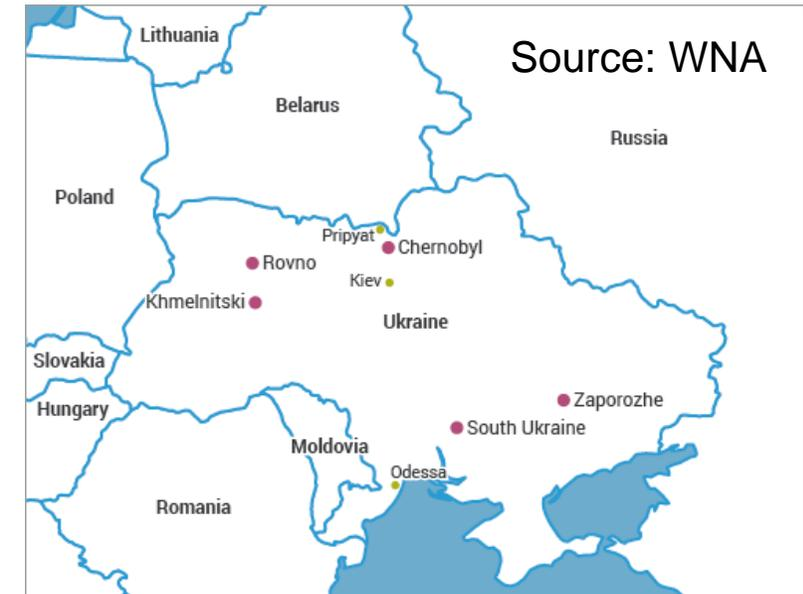 Lithuania
Source: WNA
Belarus
Russia
Poland
Pripyat
Chernobyl
Rovno
Kiev
Khmelnitski
Ukraine
Slovakia
Hungary
Zaporozhe
South Ukraine
Moldovia
Odessa
Romania